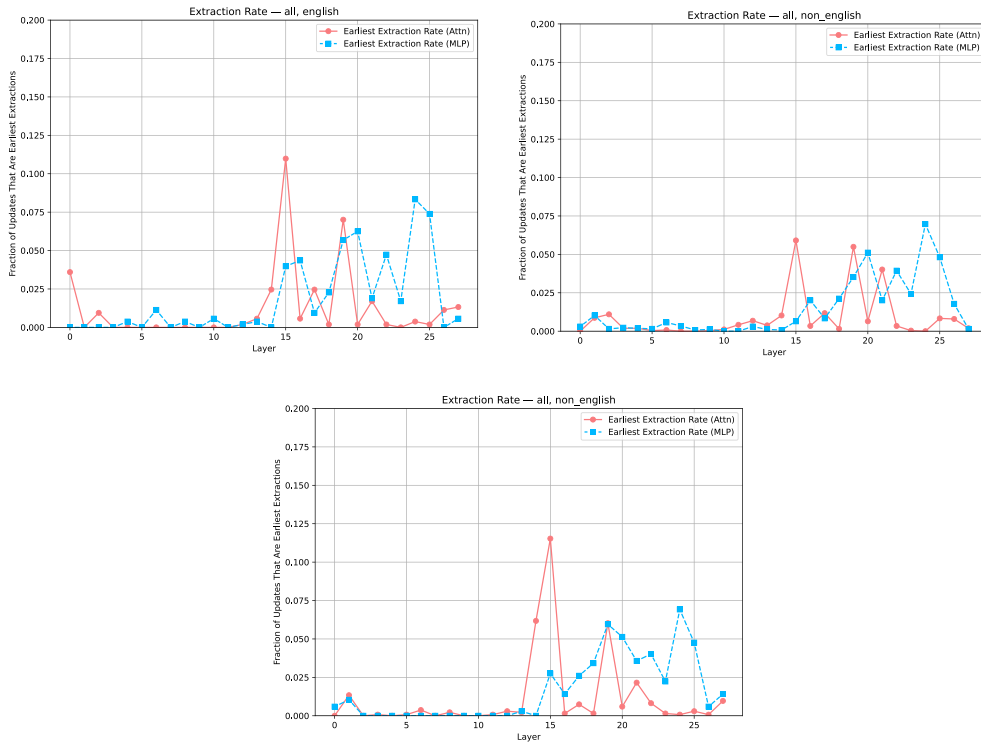 Extraction Rate — all, english
Earliest Extraction Rate (Attn)
Earliest Extraction Rate (MLP)
Fraction of Updates That Are Earliest Extractions
0.200
0.175
0.150
0.125
0.100
0.075
0.050
0.025
0.000
0 5 10 15 20 25
Layer
Extraction Rate — all, non_english
Earliest Extraction Rate (Attn)
Earliest Extraction Rate (MLP)
Fraction of Updates That Are Earliest Extractions
0.200
0.175
0.150
0.125
0.100
0.075
0.050
0.025
0.000
0 5 10 15 20 25
Layer
Extraction Rate — all, non_english
Earliest Extraction Rate (Attn)
Earliest Extraction Rate (MLP)
Fraction of Updates That Are Earliest Extractions
0.200
0.175
0.150
0.125
0.100
0.075
0.050
0.025
0.000
0 5 10 15 20 25
Layer